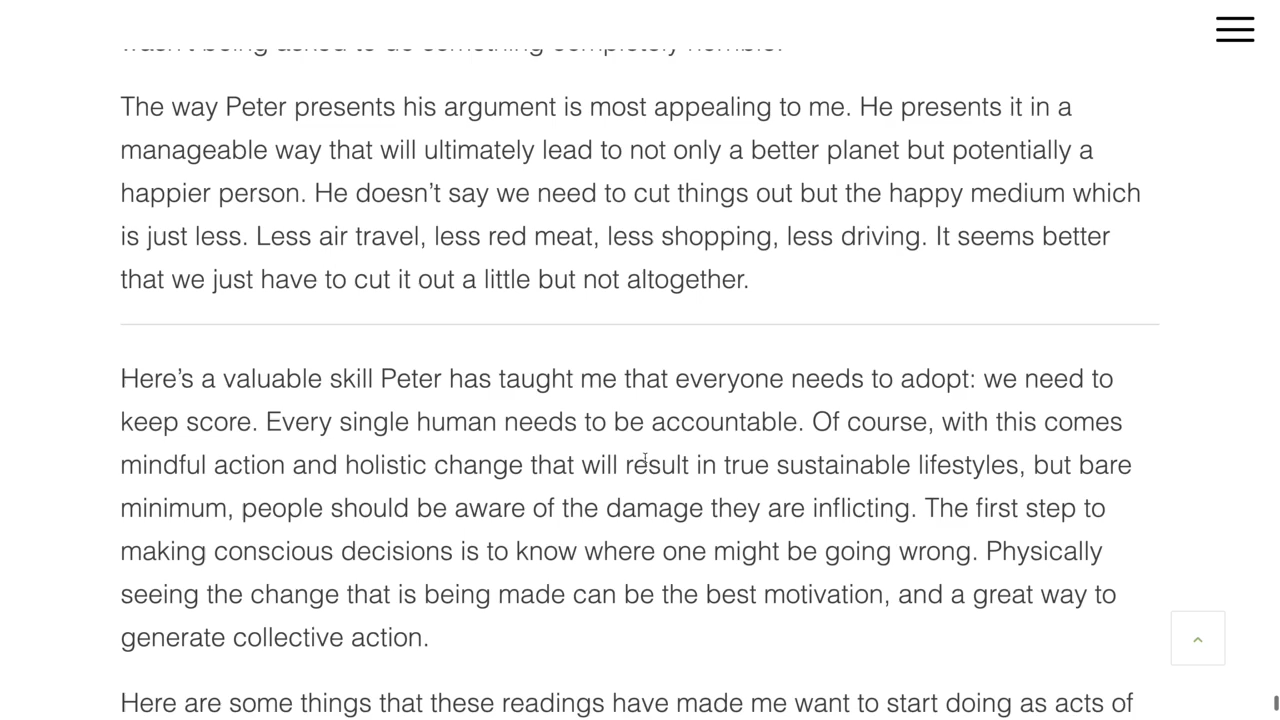 The way Peter presents his argument is most appealing to me. He presents it in a
manageable way that will ultimately lead to not only a better planet but potentially a
happier person. He doesn’t say we need to cut things out but the happy medium which
is just less. Less air travel, less red meat, less shopping, less driving. It seems better
that we just have to cut it out a little but not altogether.
Here’s a valuable skill Peter has taught me that everyone needs to adopt: we need to
keep score. Every single human needs to be accountable. Of course, with this comes
mindful action and holistic change that will result in true sustainable lifestyles, but bare
minimum, people should be aware of the damage they are inflicting. The first step to
making conscious decisions is to know where one might be going wrong. Physically
seeing the change that is being made can be the best motivation, and a great way to
generate collective action.
Here are some things that these readings have made me want to start doing as acts of